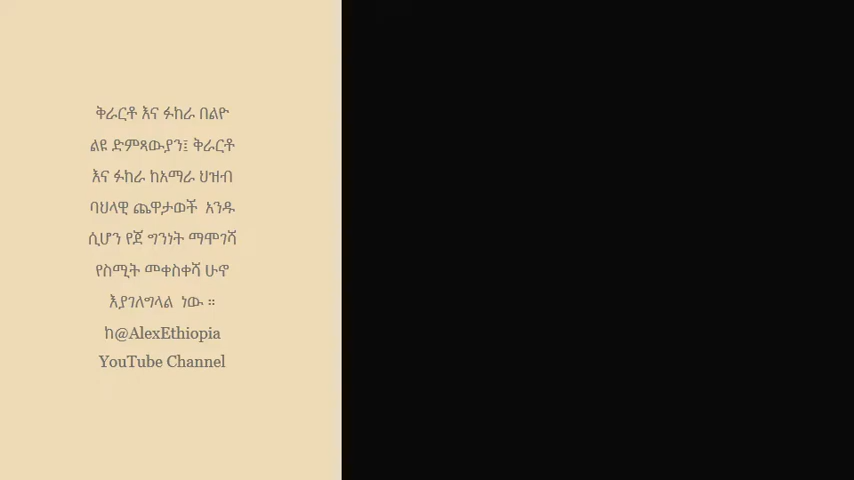 ቅራርቶ እና ፉከራ በልዮ
ልዩ ድምጻውያን፤ ቅራርቶ
እና ፉከራ ከአማራ ህዝብ
ባህላዊ ጨዋታወች አንዱ
ሲሆን የጀ ግንነት ማሞገሻ
የስሚት መቀስቀሻ ሁኖ
እያገለግላል ነው ።
ከ@AlexEthiopia
YouTube Channel